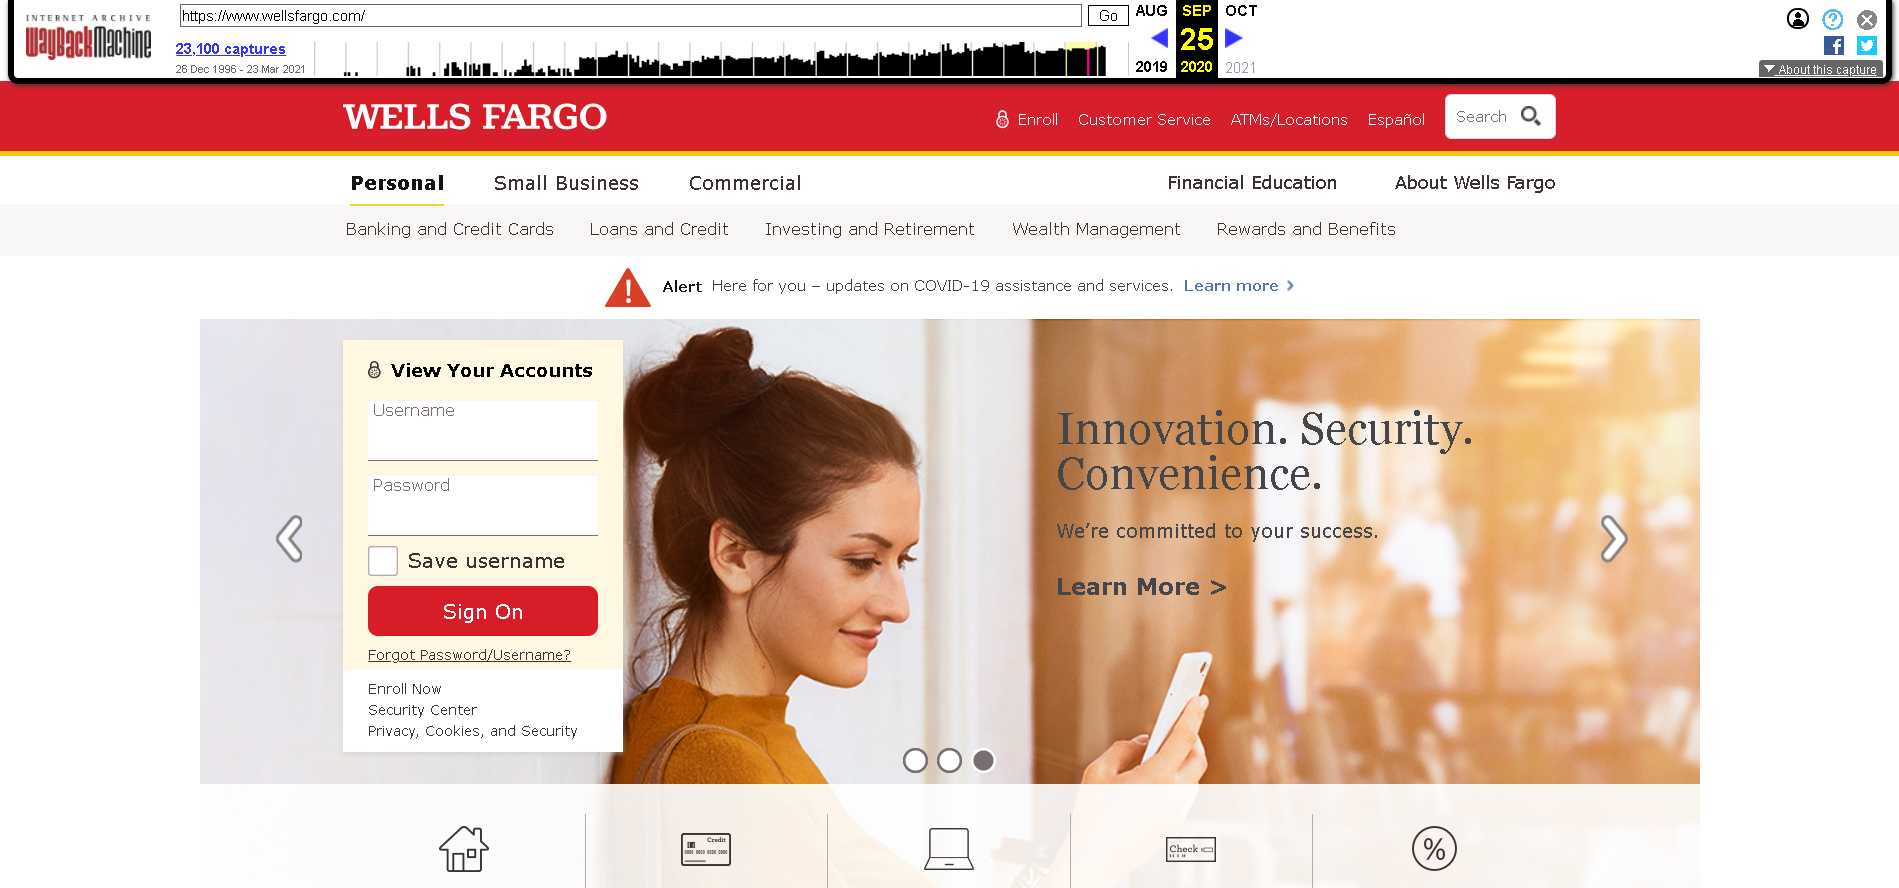 INTERNET ARCHIVE
WayBackMachine
https://www.wellsfargo.com/
Go
23,100 captures
26 Dec 1996 - 23 Mar 2021
AUG SEP OCT
25
2019 2020 2021
About this capture
WELLS FARGO
Enroll Customer Service ATMs/Locations Español Search
Personal Small Business Commercial Financial Education About Wells Fargo
Banking and Credit Cards Loans and Credit Investing and Retirement Wealth Management Rewards and Benefits
Alert Here for you – updates on COVID-19 assistance and services. Learn more
View Your Accounts
Username
Password
Save username
Sign On
Forgot Password/Username?
Enroll Now
Security Center
Privacy, Cookies, and Security
Innovation. Security.
Convenience.
We’re committed to your success.
Learn More >
Credit
0000 0000 0000 0000
Check
%